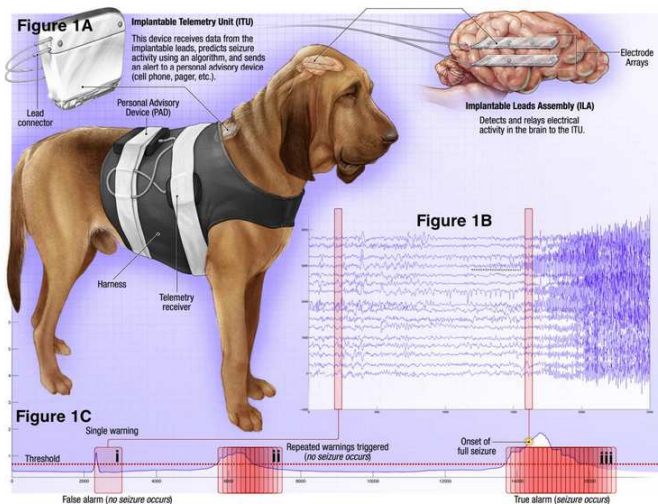 Figure 1A
Implantable Telemetry Unit (ITU)
This device receives data from the
implantable leads, predicts seizure
activity using an algorithm, and sends
an alert to a personal advisory device
(cell phone, pager, etc.).
Lead
connector
Personal Advisory
Device (PAD)
Electrode
Arrays
Implantable Leads Assembly (ILA)
Detects and relays electrical
activity in the brain to the ITU.
Figure 1B
Harness
Telemetry
receiver
Figure 1C
Single warning
Threshold
i
ii
Repeated warnings triggered
(no seizure occurs)
Onset of
full seizure
iii
False alarm (no seizure occurs)
True alarm (seizure occurs)